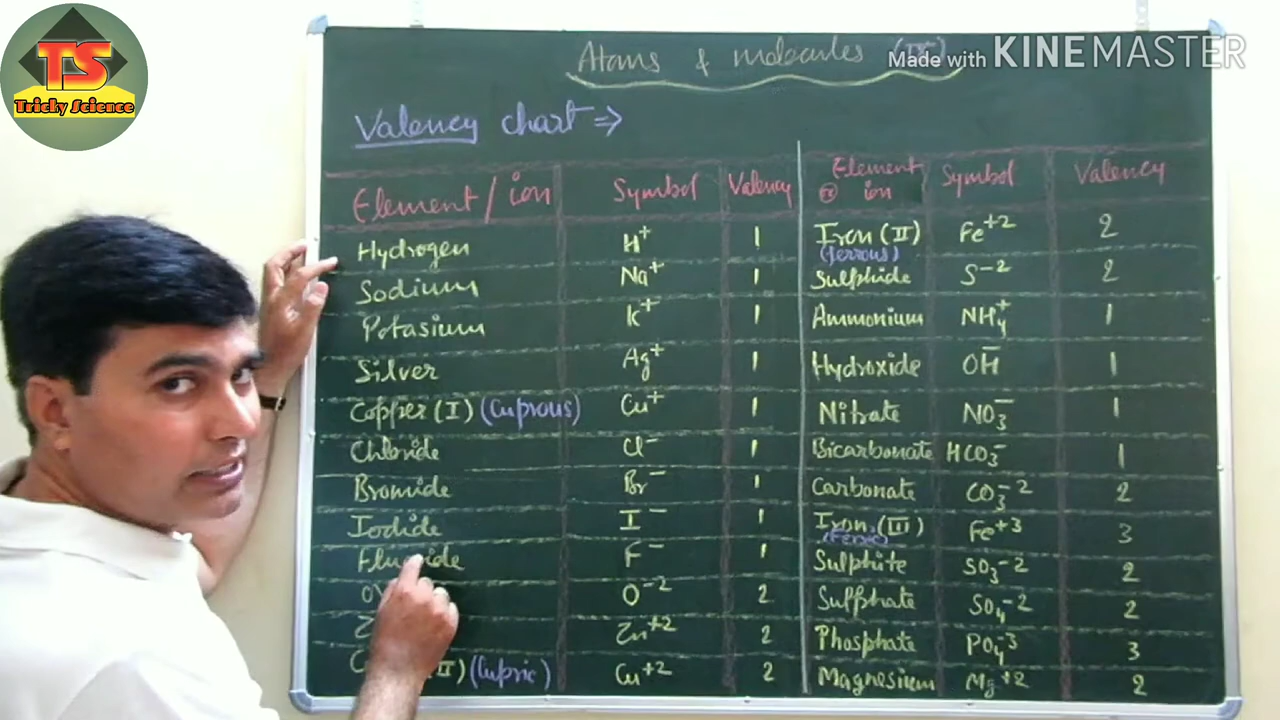 TS
Tricky Science
Atoms & molecules
Made with KINEMASTER
Valency chart ⇒
Element / ion Symbol Valency
Hydrogen H⁺ 1
Sodium Na⁺ 1
Potasium K⁺ 1
Silver Ag⁺ 1
Copper (I) (Cuprous) Cu⁺ 1
Chloride Cl⁻ 1
Bromide Br⁻ 1
Iodide I⁻ 1
F⁻ 1
O⁻² 2
Zn⁺² 2
(Cupric) Cu⁺² 2
Element ion Symbol Valency
Iron (II) Fe⁺² 2
(ferrous)
Sulphide S⁻² 2
Ammonium NH₄⁺ 1
Hydroxide OH⁻ 1
Nitrate NO₃⁻ 1
Bicarbonate HCO₃⁻ 1
Carbonate CO₃⁻² 2
Iron (III) Fe⁺³ 3
Sulphite SO₃⁻² 2
SO₄⁻² 2
Phosphate PO₄⁻³ 3
Magnesium Mg⁺² 2